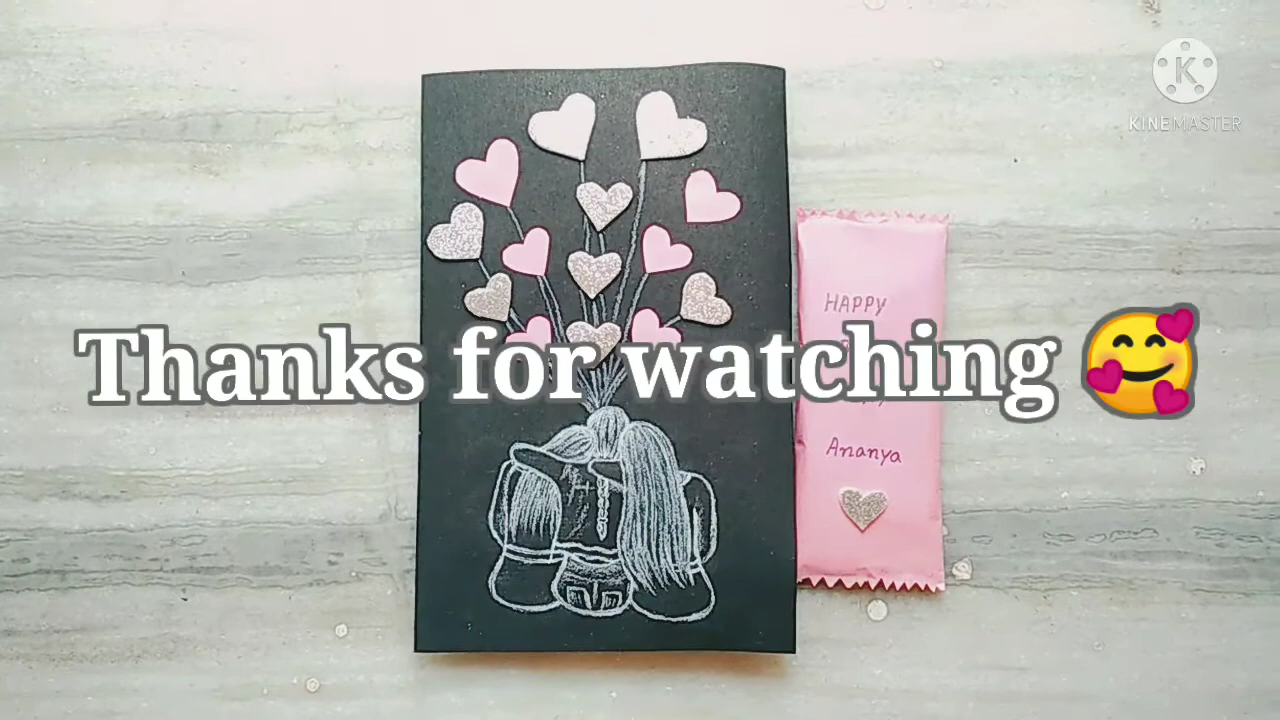 K
KINEMASTER
HAPPY
Thanks for watching 🥰
Ananya